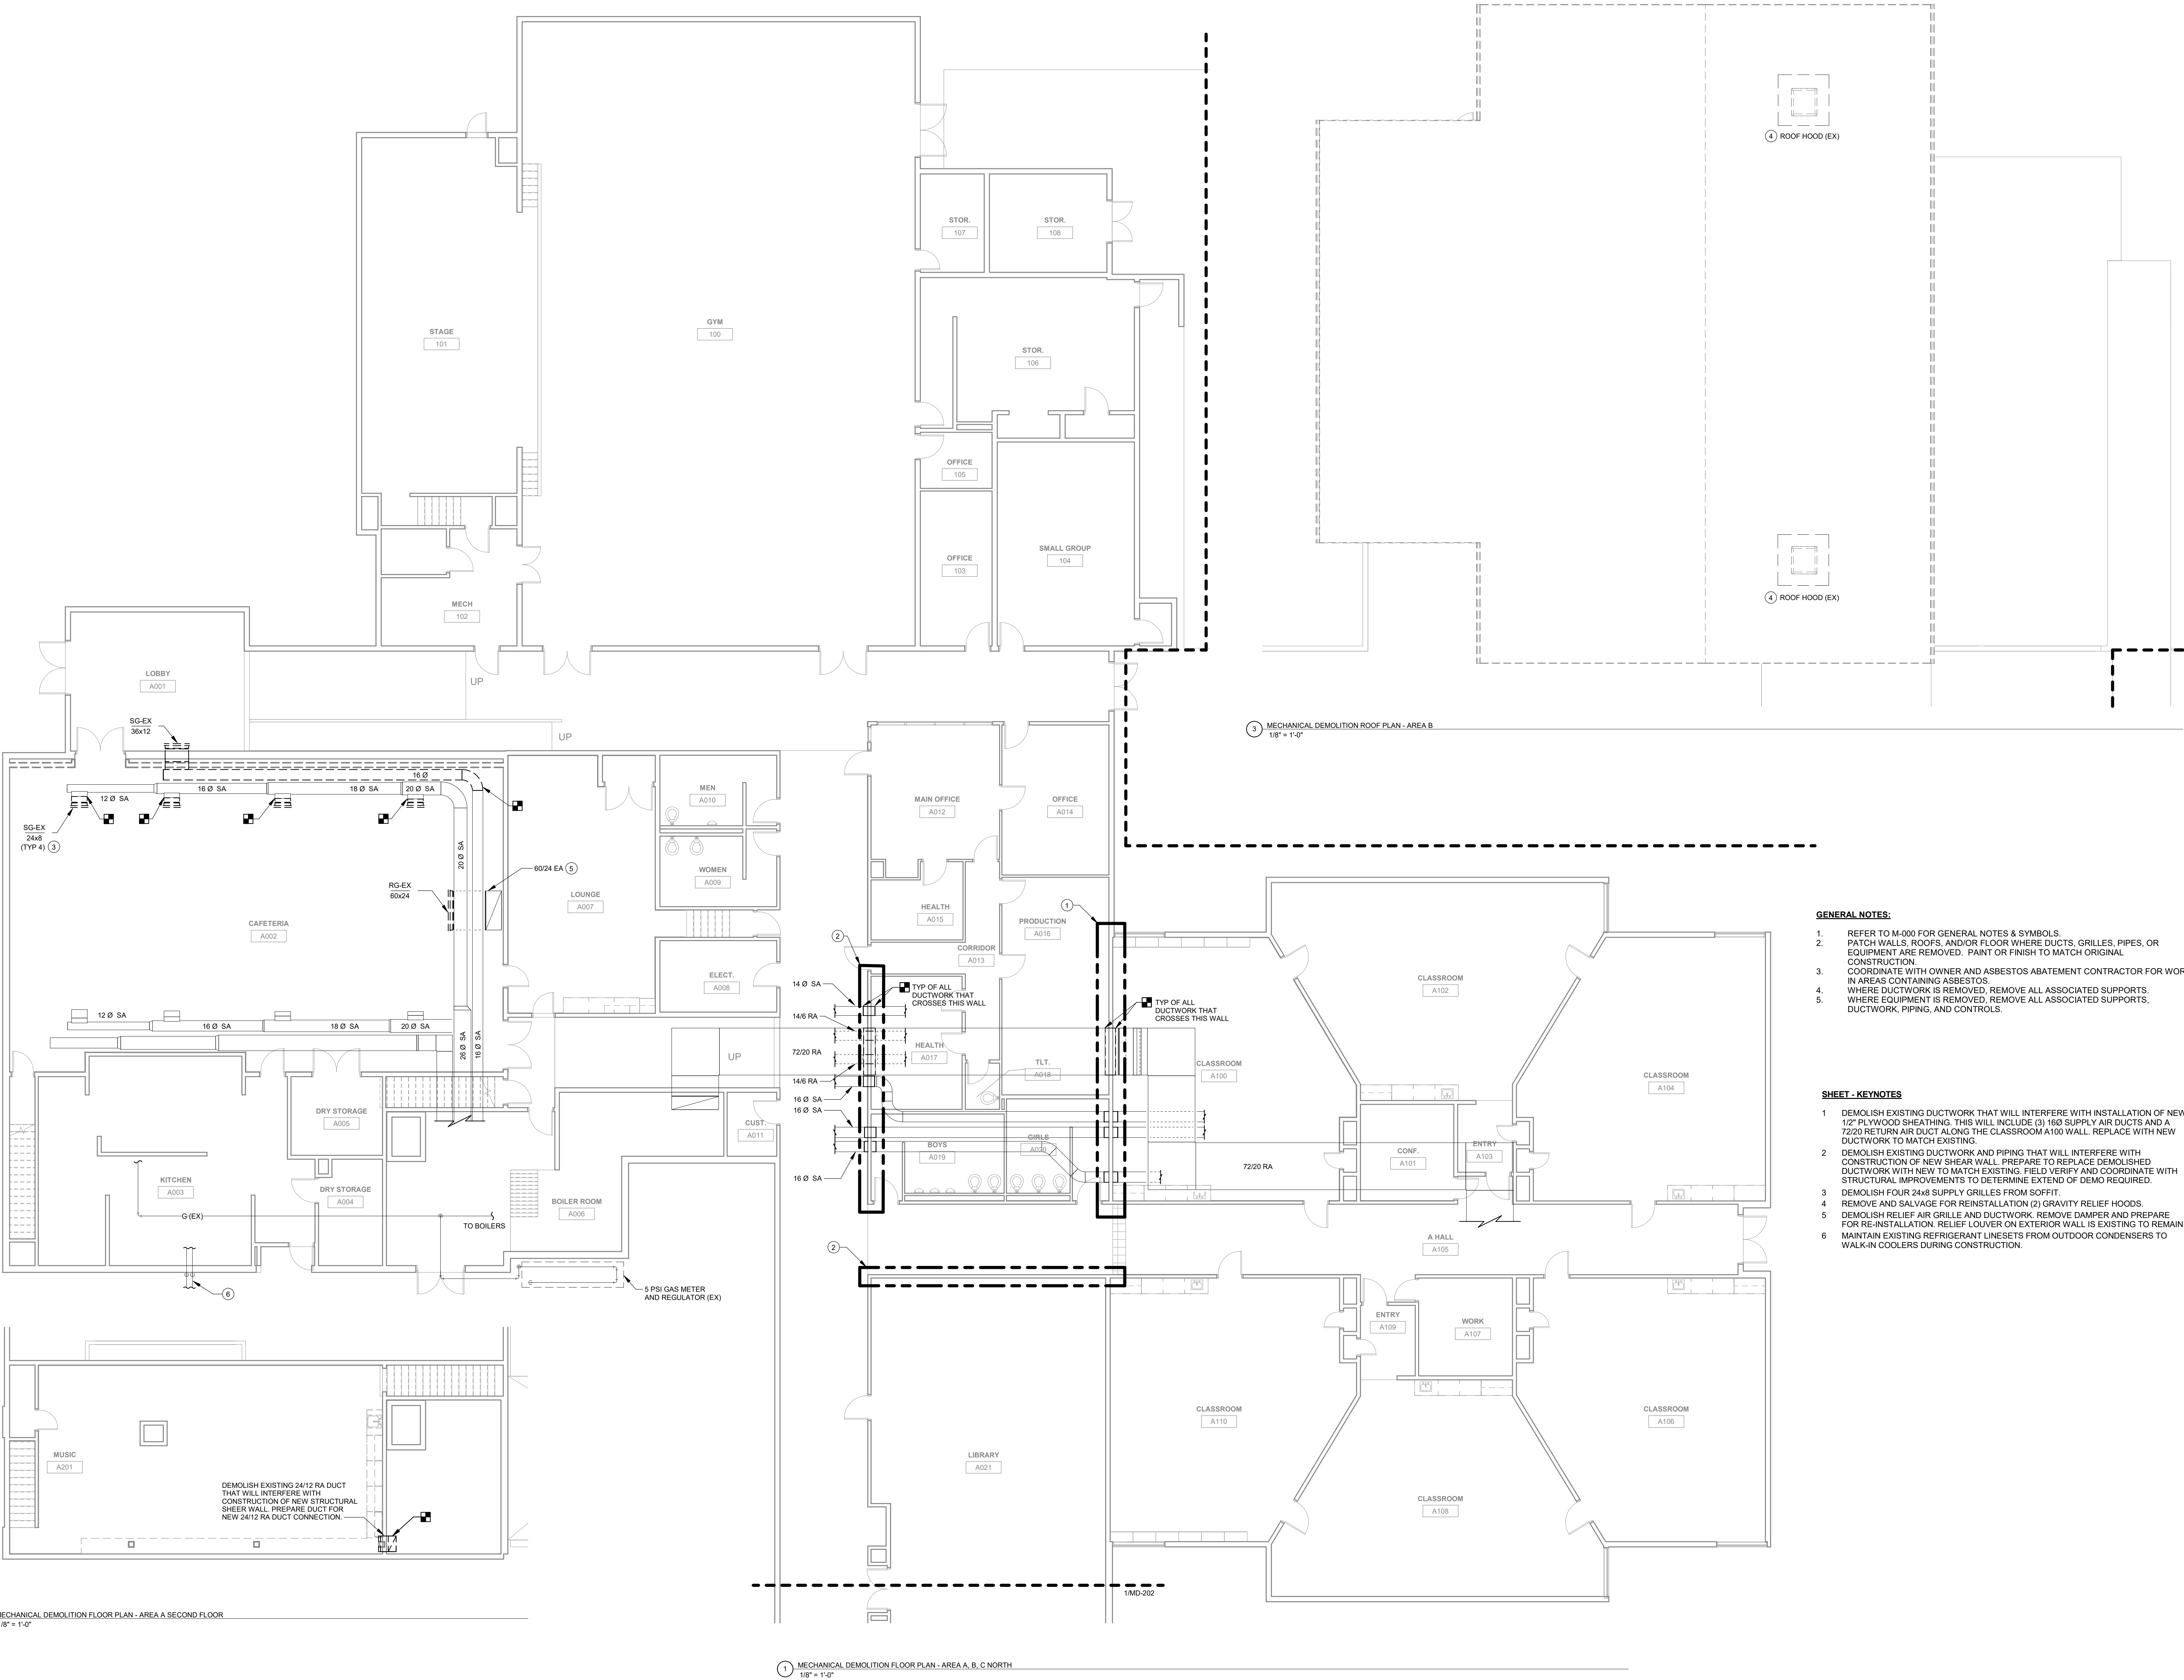 4 ROOF HOOD (EX)
STOR.
107
STOR.
108
GYM
100
STAGE
101
STOR.
106
OFFICE
105
OFFICE
103
SMALL GROUP
104
MECH
102
4 ROOF HOOD (EX)
LOBBY
A001
UP
UP
SG-EX
36x12
3 MECHANICAL DEMOLITION ROOF PLAN - AREA B
1/8" = 1'-0"
16 Ø
16 Ø SA
18 Ø SA
20 Ø SA
12 Ø SA
SG-EX
24x8
(TYP 4) 3
20 Ø SA
MEN
A010
MAIN OFFICE
A012
OFFICE
A014
RG-EX
60x24
60/24 EA 5
LOUNGE
A007
WOMEN
A009
CAFETERIA
A002
HEALTH
A015
PRODUCTION
A016
1
2
CORRIDOR
A013
ELECT.
A008
14 Ø SA
TYP OF ALL
DUCTWORK THAT
CROSSES THIS WALL
TYP OF ALL
DUCTWORK THAT
CROSSES THIS WALL
14/6 RA
72/20 RA
14/6 RA
16 Ø SA
16 Ø SA
16 Ø SA
12 Ø SA
16 Ø SA
18 Ø SA
20 Ø SA
26 Ø SA
16 Ø SA
UP
HEALTH
A017
TLT.
A018
CLASSROOM
A100
CLASSROOM
A102
CLASSROOM
A104
DRY STORAGE
A005
CUST.
A011
BOYS
A019
GIRLS
A020
72/20 RA
CONF.
A101
ENTRY
A103
KITCHEN
A003
DRY STORAGE
A004
BOILER ROOM
A006
G (EX)
TO BOILERS
A HALL
A105
2
6
5 PSI GAS METER
AND REGULATOR (EX)
ENTRY
A109
WORK
A107
CLASSROOM
A110
CLASSROOM
A106
LIBRARY
A021
CLASSROOM
A108
MUSIC
A201
DEMOLISH EXISTING 24/12 RA DUCT
THAT WILL INTERFERE WITH
CONSTRUCTION OF NEW STRUCTURAL
SHEER WALL. PREPARE DUCT FOR
NEW 24/12 RA DUCT CONNECTION.
1/MD-202
MECHANICAL DEMOLITION FLOOR PLAN - AREA A SECOND FLOOR
/8" = 1'-0"
1 MECHANICAL DEMOLITION FLOOR PLAN - AREA A, B, C NORTH
1/8" = 1'-0"
GENERAL NOTES:
1. REFER TO M-000 FOR GENERAL NOTES & SYMBOLS.
2. PATCH WALLS, ROOFS, AND/OR FLOOR WHERE DUCTS, GRILLES, PIPES, OR
EQUIPMENT ARE REMOVED. PAINT OR FINISH TO MATCH ORIGINAL
CONSTRUCTION.
3. COORDINATE WITH OWNER AND ASBESTOS ABATEMENT CONTRACTOR FOR WOR
IN AREAS CONTAINING ASBESTOS.
4. WHERE DUCTWORK IS REMOVED, REMOVE ALL ASSOCIATED SUPPORTS.
5. WHERE EQUIPMENT IS REMOVED, REMOVE ALL ASSOCIATED SUPPORTS,
DUCTWORK, PIPING, AND CONTROLS.
SHEET - KEYNOTES
1 DEMOLISH EXISTING DUCTWORK THAT WILL INTERFERE WITH INSTALLATION OF NEW
1/2" PLYWOOD SHEATHING. THIS WILL INCLUDE (3) 16Ø SUPPLY AIR DUCTS AND A
72/20 RETURN AIR DUCT ALONG THE CLASSROOM A100 WALL. REPLACE WITH NEW
DUCTWORK TO MATCH EXISTING.
2 DEMOLISH EXISTING DUCTWORK AND PIPING THAT WILL INTERFERE WITH
CONSTRUCTION OF NEW SHEAR WALL. PREPARE TO REPLACE DEMOLISHED
DUCTWORK WITH NEW TO MATCH EXISTING. FIELD VERIFY AND COORDINATE WITH
STRUCTURAL IMPROVEMENTS TO DETERMINE EXTEND OF DEMO REQUIRED.
3 DEMOLISH FOUR 24x8 SUPPLY GRILLES FROM SOFFIT.
4 REMOVE AND SALVAGE FOR REINSTALLATION (2) GRAVITY RELIEF HOODS.
5 DEMOLISH RELIEF AIR GRILLE AND DUCTWORK. REMOVE DAMPER AND PREPARE
FOR RE-INSTALLATION. RELIEF LOUVER ON EXTERIOR WALL IS EXISTING TO REMAIN
6 MAINTAIN EXISTING REFRIGERANT LINESETS FROM OUTDOOR CONDENSERS TO
WALK-IN COOLERS DURING CONSTRUCTION.